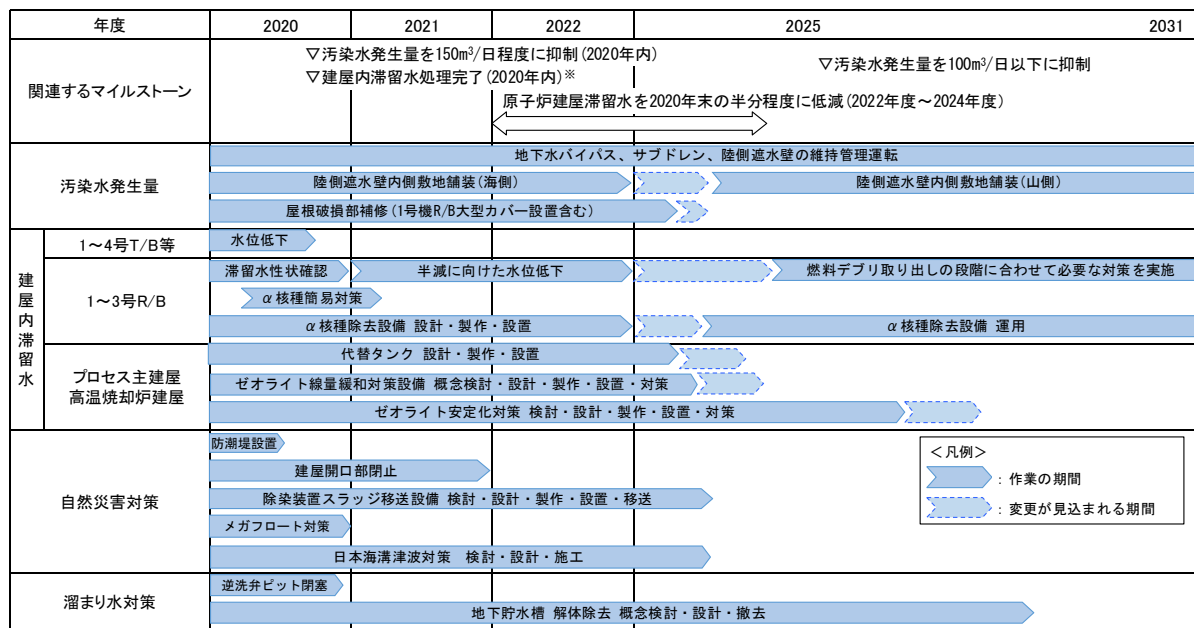 年度
2020
2021
2022
2025
2031
関連するマイルストーン
▽汚染水発生量を150m³/日程度に抑制(2020年内)
▽建屋内滞留水処理完了(2020年内)※
▽汚染水発生量を100m³/日以下に抑制
原子炉建屋滞留水を2020年末の半分程度に低減(2022年度～2024年度)
汚染水発生量
地下水バイパス、サブドレン、陸側遮水壁の維持管理運転
陸側遮水壁内側敷地舗装(海側)
陸側遮水壁内側敷地舗装(山側)
屋根破損部補修(1号機R/B大型カバー設置含む)
建屋内滞留水
1～4号T/B等
水位低下
1～3号R/B
滞留水性状確認
半減に向けた水位低下
燃料デブリ取り出しの段階に合わせて必要な対策を実施
α核種簡易対策
α核種除去設備 設計・製作・設置
α核種除去設備 運用
プロセス主建屋
高温焼却炉建屋
代替タンク 設計・製作・設置
ゼオライト線量緩和対策設備 概念検討・設計・製作・設置・対策
ゼオライト安定化対策 検討・設計・製作・設置・対策
自然災害対策
防潮堤設置
建屋開口部閉止
除染装置スラッジ移送設備 検討・設計・製作・設置・移送
メガフロート対策
日本海溝津波対策 検討・設計・施工
＜凡例＞
：作業の期間
：変更が見込まれる期間
溜まり水対策
逆洗弁ピット閉塞
地下貯水槽 解体除去 概念検討・設計・撤去